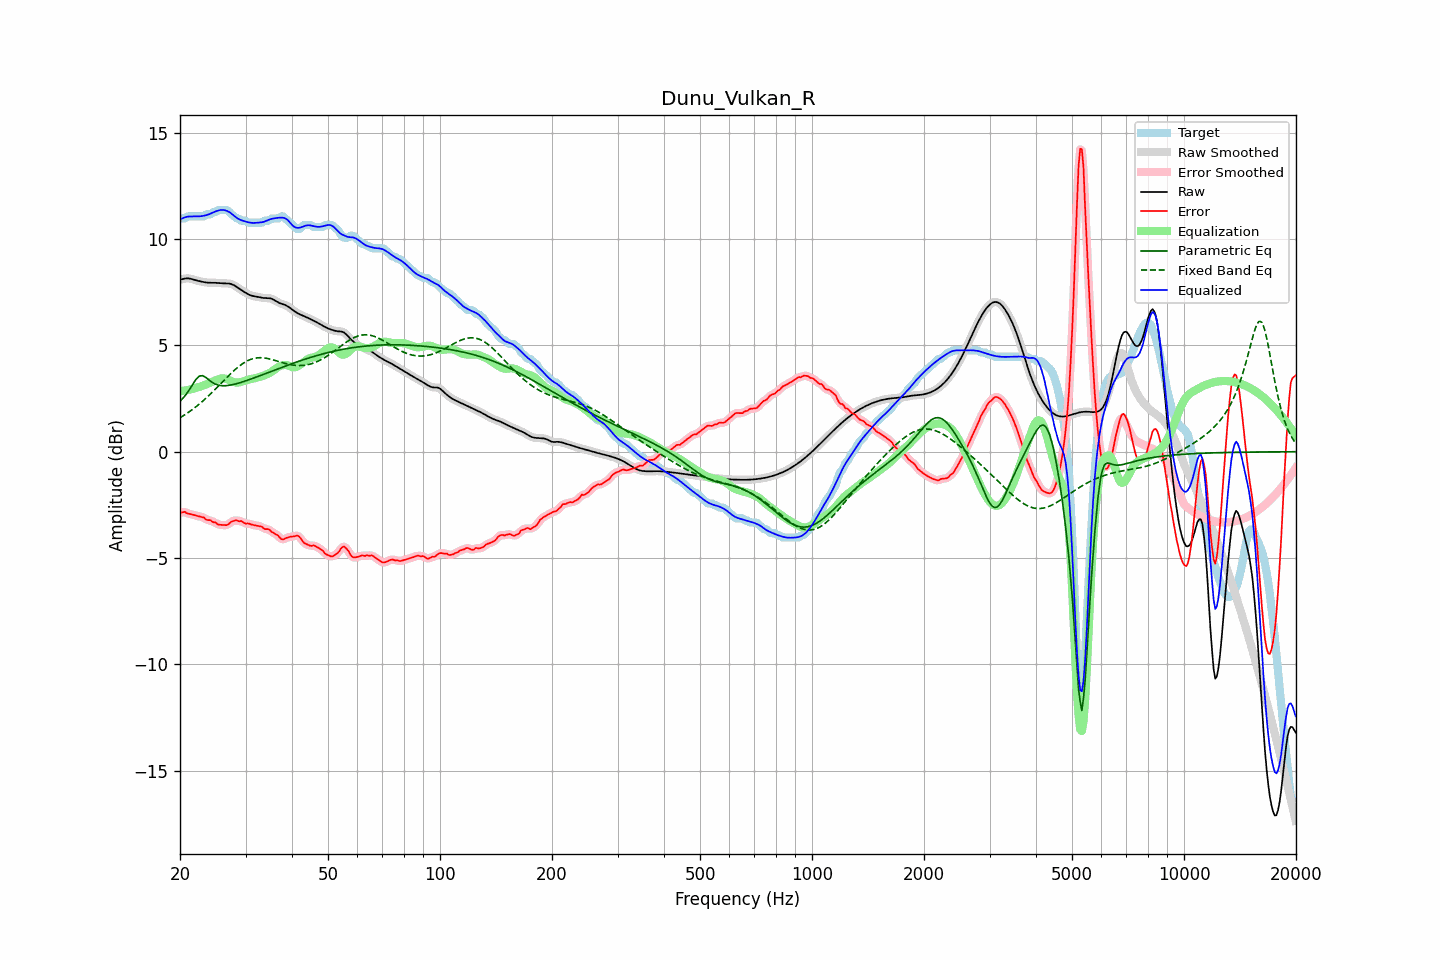 Dunu_Vulkan_R
Amplitude (dBr)
15
10
5
0
−5
−10
−15
20
50
100
200
500
1000
2000
5000
10000
20000
Frequency (Hz)
Target
Raw Smoothed
Error Smoothed
Raw
Error
Equalization
Parametric Eq
Fixed Band Eq
Equalized